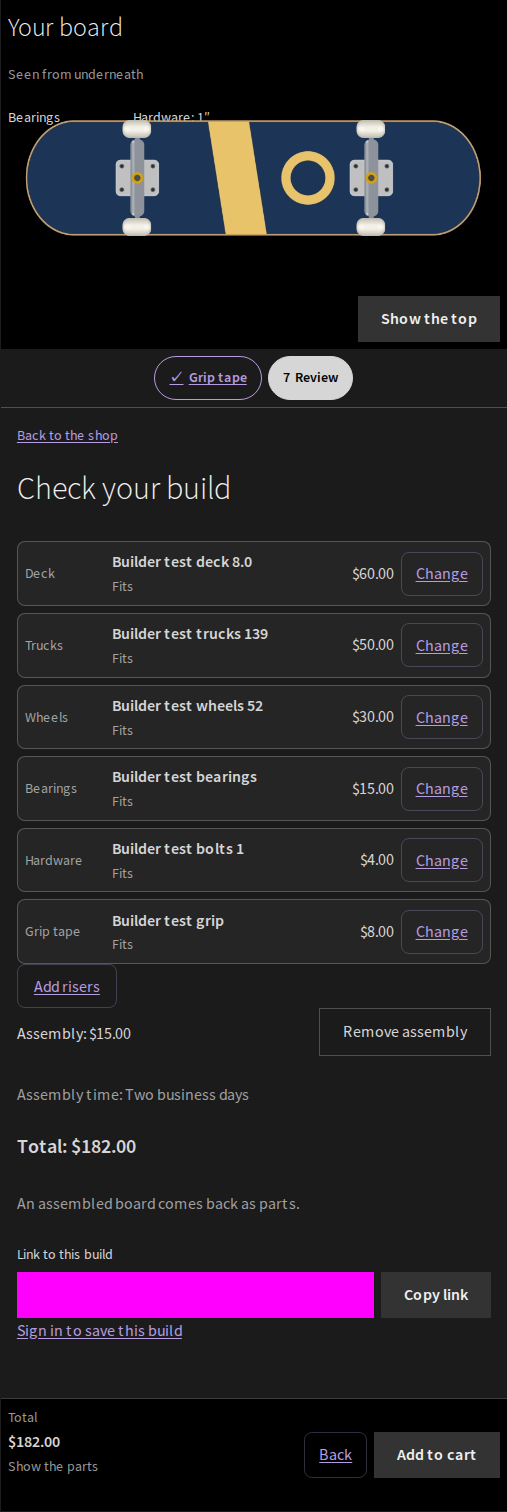 Your board
Seen from underneath
Bearings Hardware: 1″
Show the top
✓ Grip tape 7 Review
Back to the shop
Check your build
Deck Builder test deck 8.0 $60.00 Change
Fits
Trucks Builder test trucks 139 $50.00 Change
Fits
Wheels Builder test wheels 52 $30.00 Change
Fits
Bearings Builder test bearings $15.00 Change
Fits
Hardware Builder test bolts 1 $4.00 Change
Fits
Grip tape Builder test grip $8.00 Change
Fits
Add risers
Assembly: $15.00 Remove assembly
Assembly time: Two business days
Total: $182.00
An assembled board comes back as parts.
Link to this build
Copy link
Sign in to save this build
Total
$182.00
Show the parts
Back Add to cart